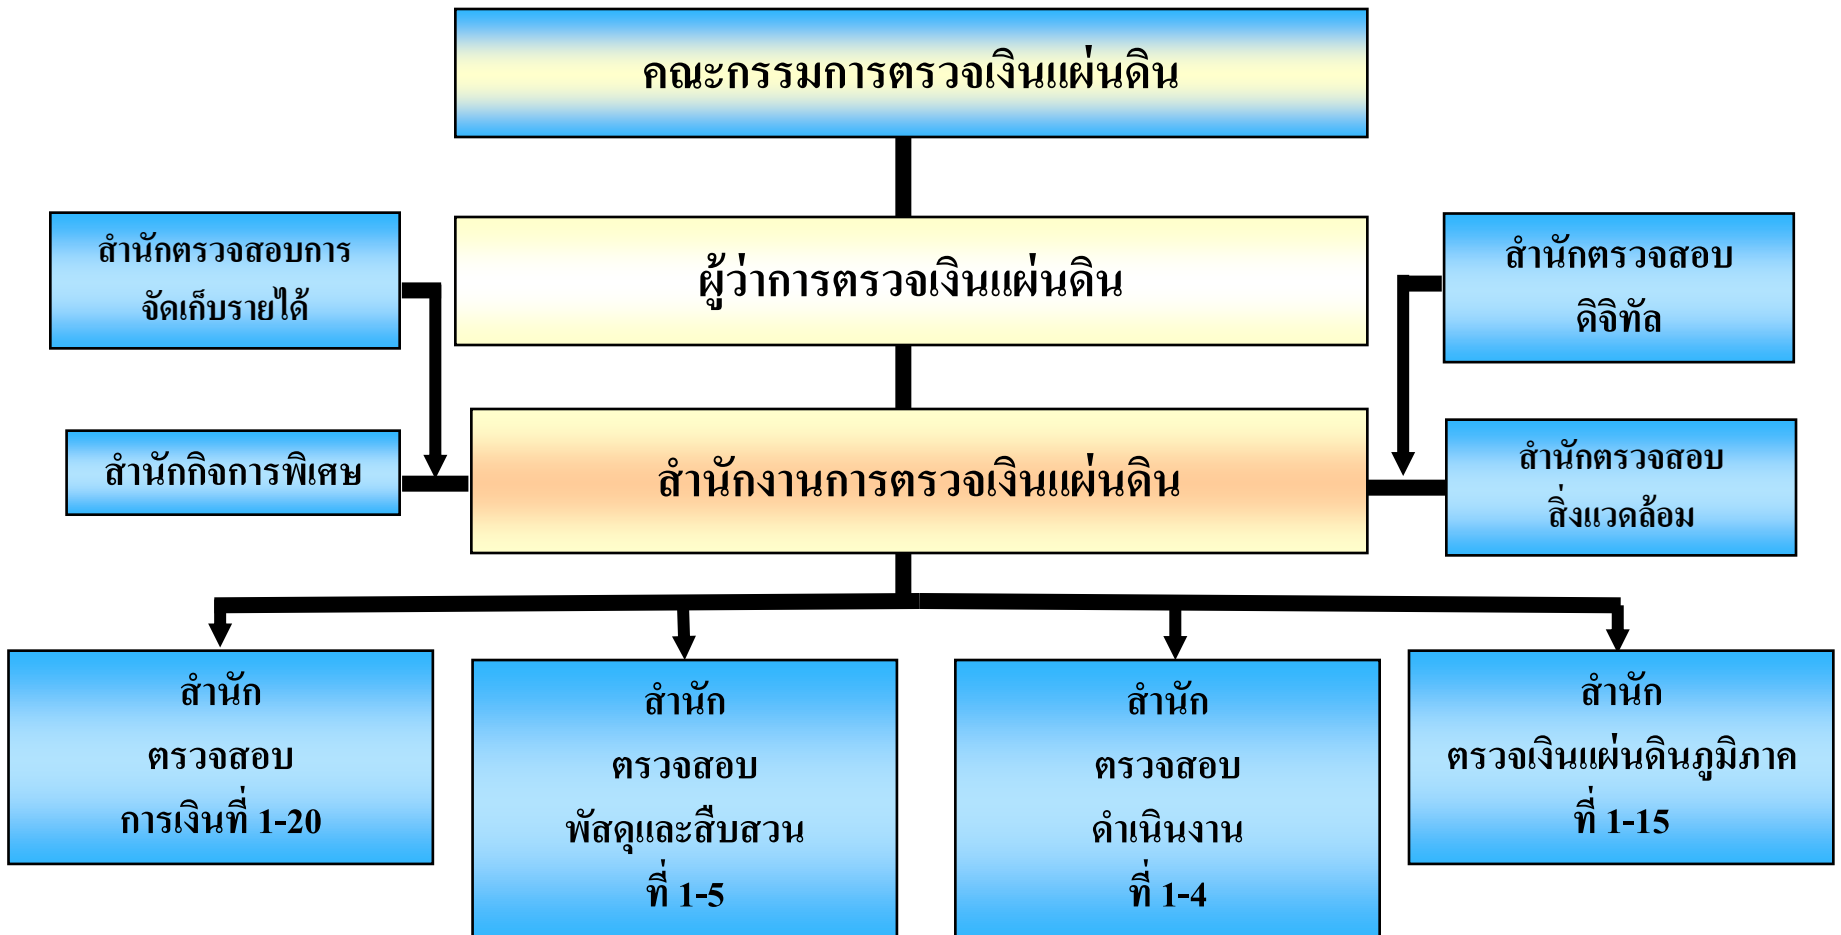 คณะกรรมการตรวจเงินแผ่นดิน
สำนักตรวจสอบการ
จัดเก็บรายได้
ผู้ว่าการตรวจเงินแผ่นดิน
สำนักตรวจสอบ
ดิจิทัล
สำนักกิจการพิเศษ
สำนักงานการตรวจเงินแผ่นดิน
สำนักตรวจสอบ
สิ่งแวดล้อม
สำนัก
ตรวจสอบ
การเงินที่ 1-20
สำนัก
ตรวจสอบ
พัสดุและสืบสวน
ที่ 1-5
สำนัก
ตรวจสอบ
ดำเนินงาน
ที่ 1-4
สำนัก
ตรวจเงินแผ่นดินภูมิภาค
ที่ 1-15